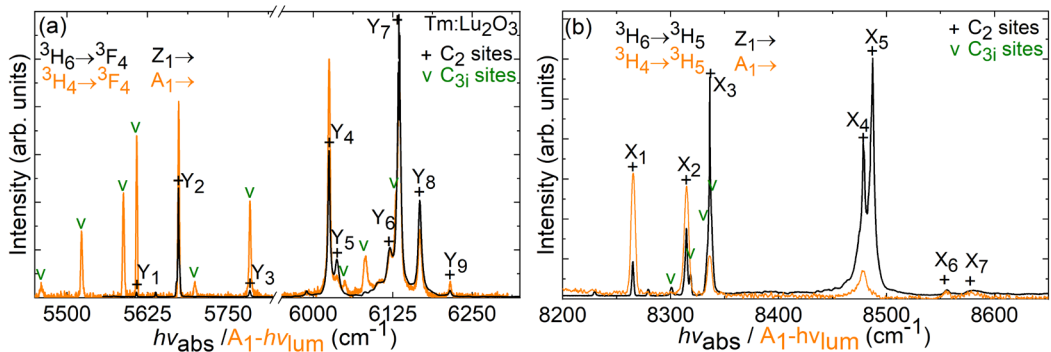 (a)
Tm:Lu₂O₃
³H₆→³F₄ Z₁→
³H₄→³F₄ A₁→
+ C₂ sites
v C₃ᵢ sites
Y₇
v
v
Y₄
Y₂
v
v
v
Y₈
v
Y₆
v
Y₅
v
v
v
Y₁
Y₃
Y₉
5500 5625 5750 6000 6125 6250
Intensity (arb. units)
hνabs /A₁-hνlum (cm⁻¹)
(b)
³H₆→³H₅ Z₁→
³H₄→³H₅ A₁→
+ C₂ sites
v C₃ᵢ sites
X₅
X₃
X₄
X₁
X₂
v
v
v
v
X₆ X₇
8200 8300 8400 8500 8600
Intensity (arb. units)
hνabs / A₁-hνlum (cm⁻¹)